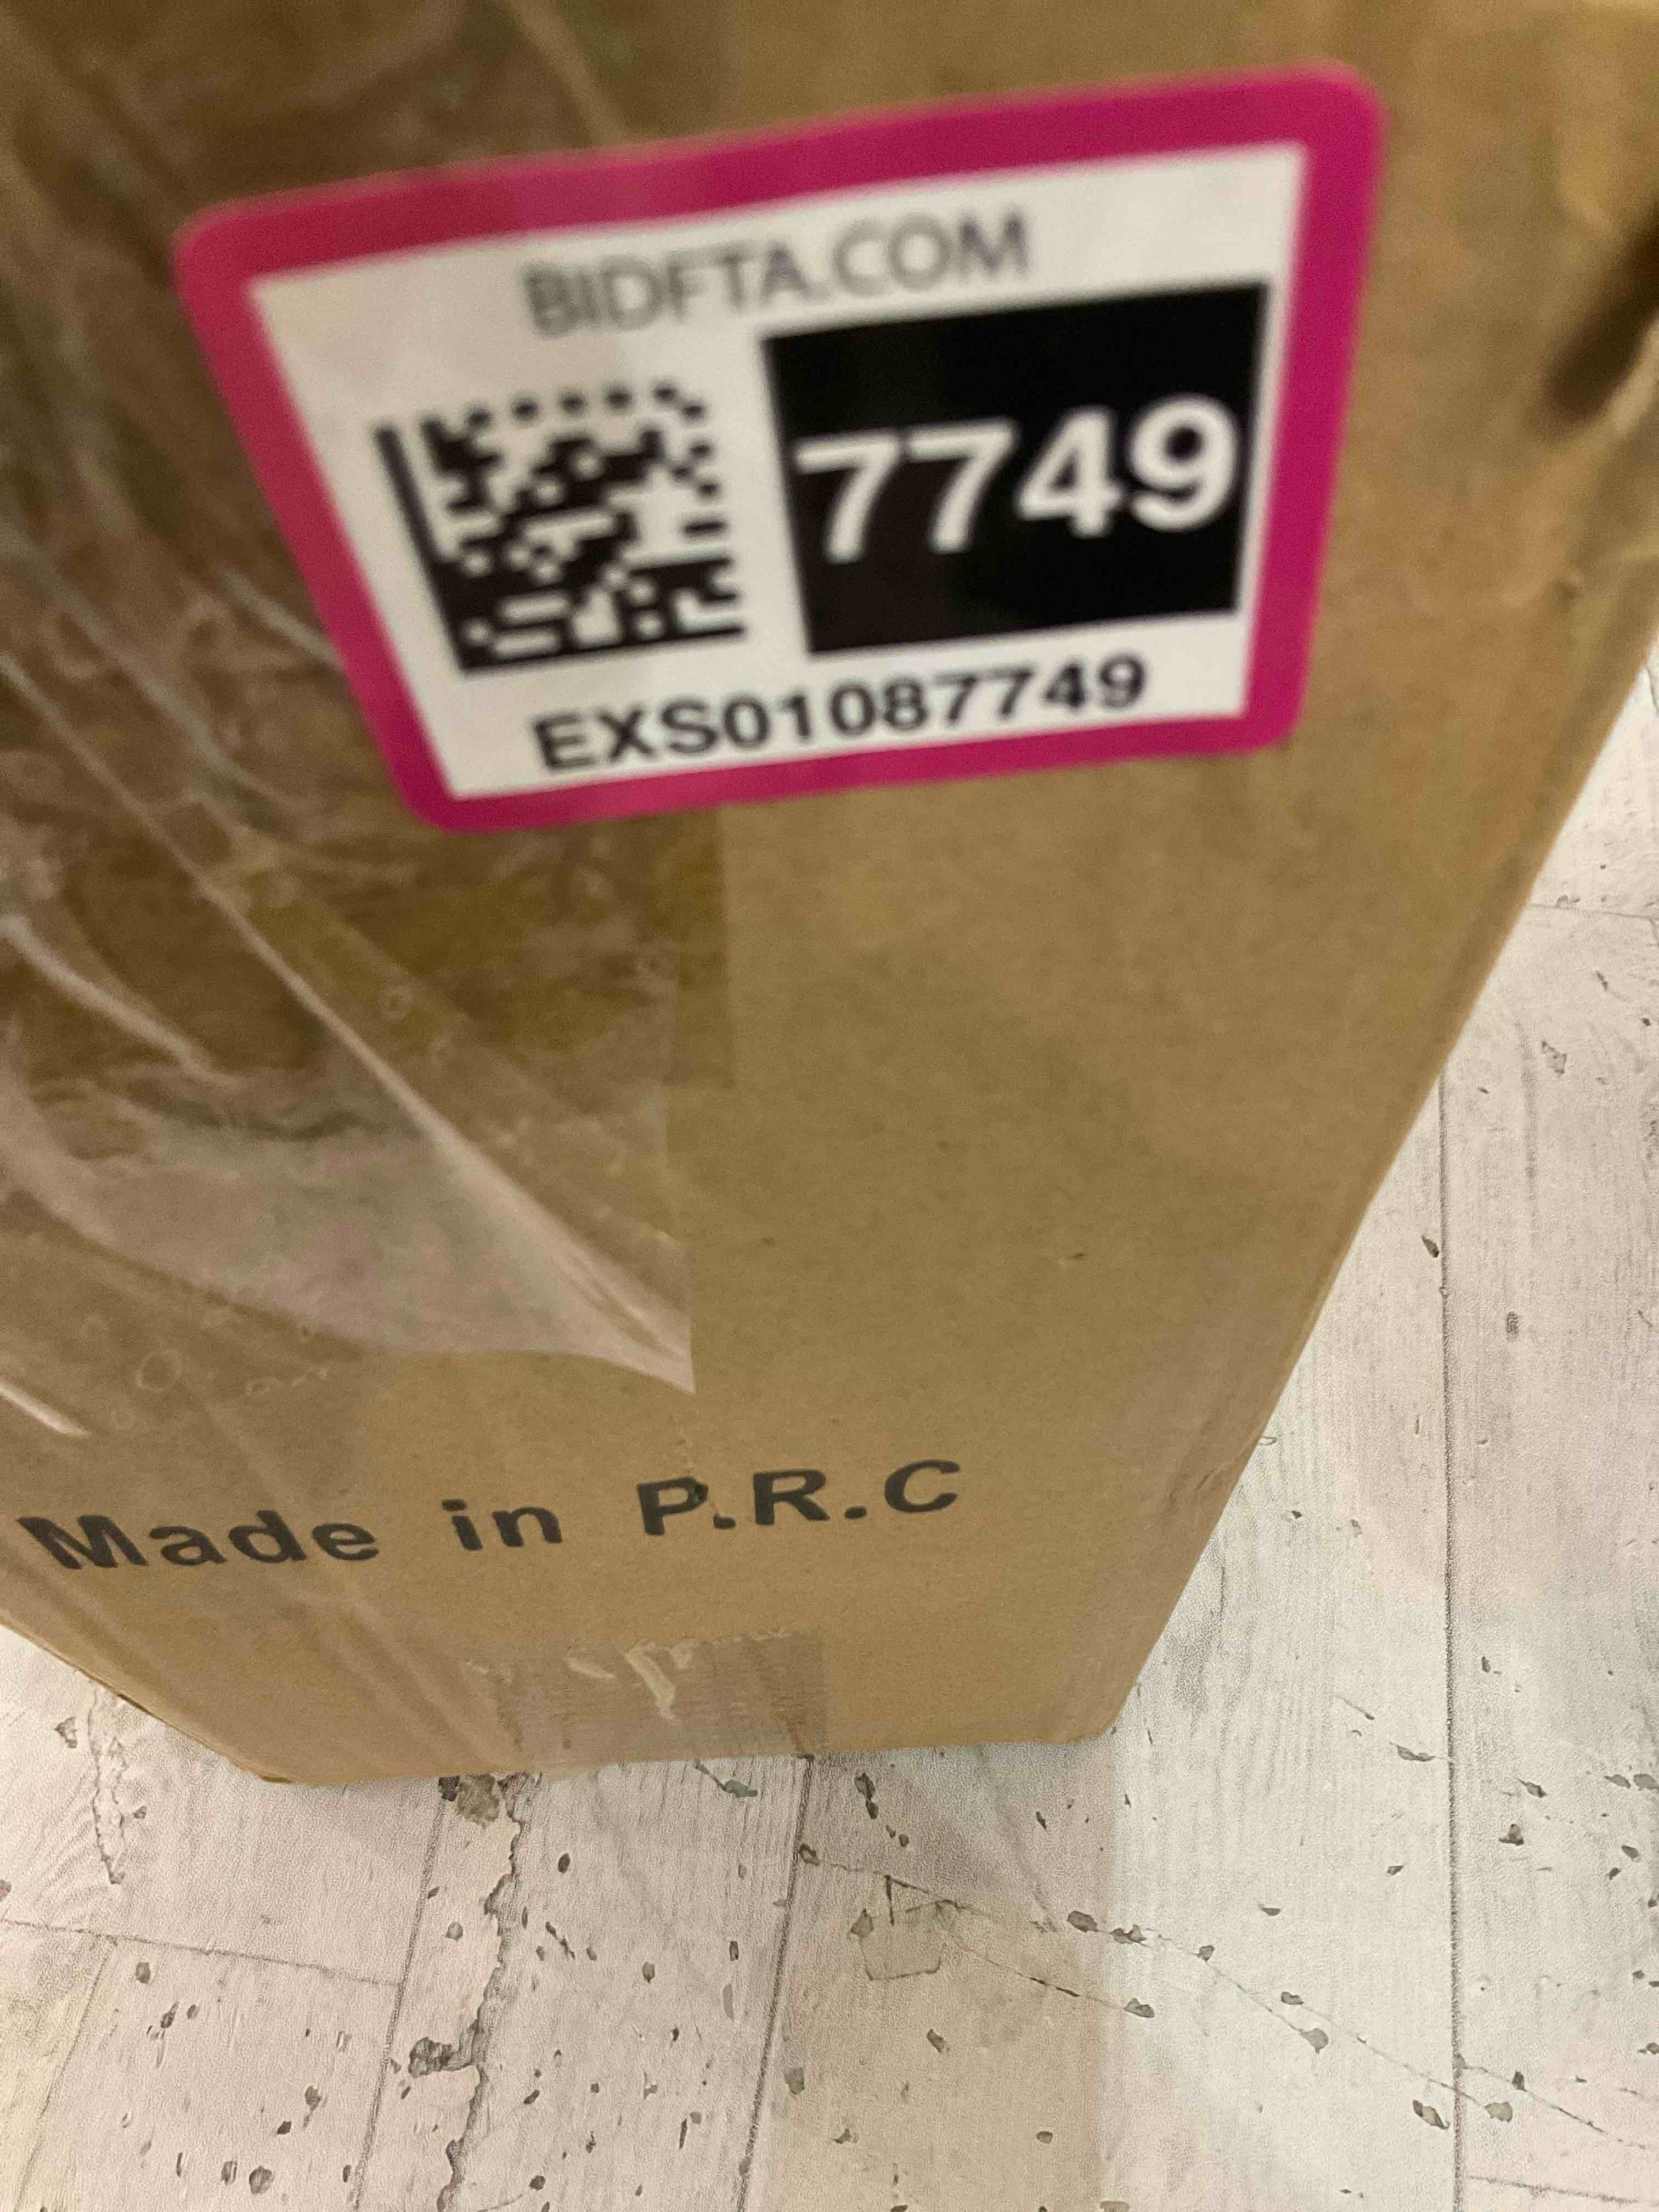 BIDFTA.COM
7749
EXS01087749
Made in P.R.C